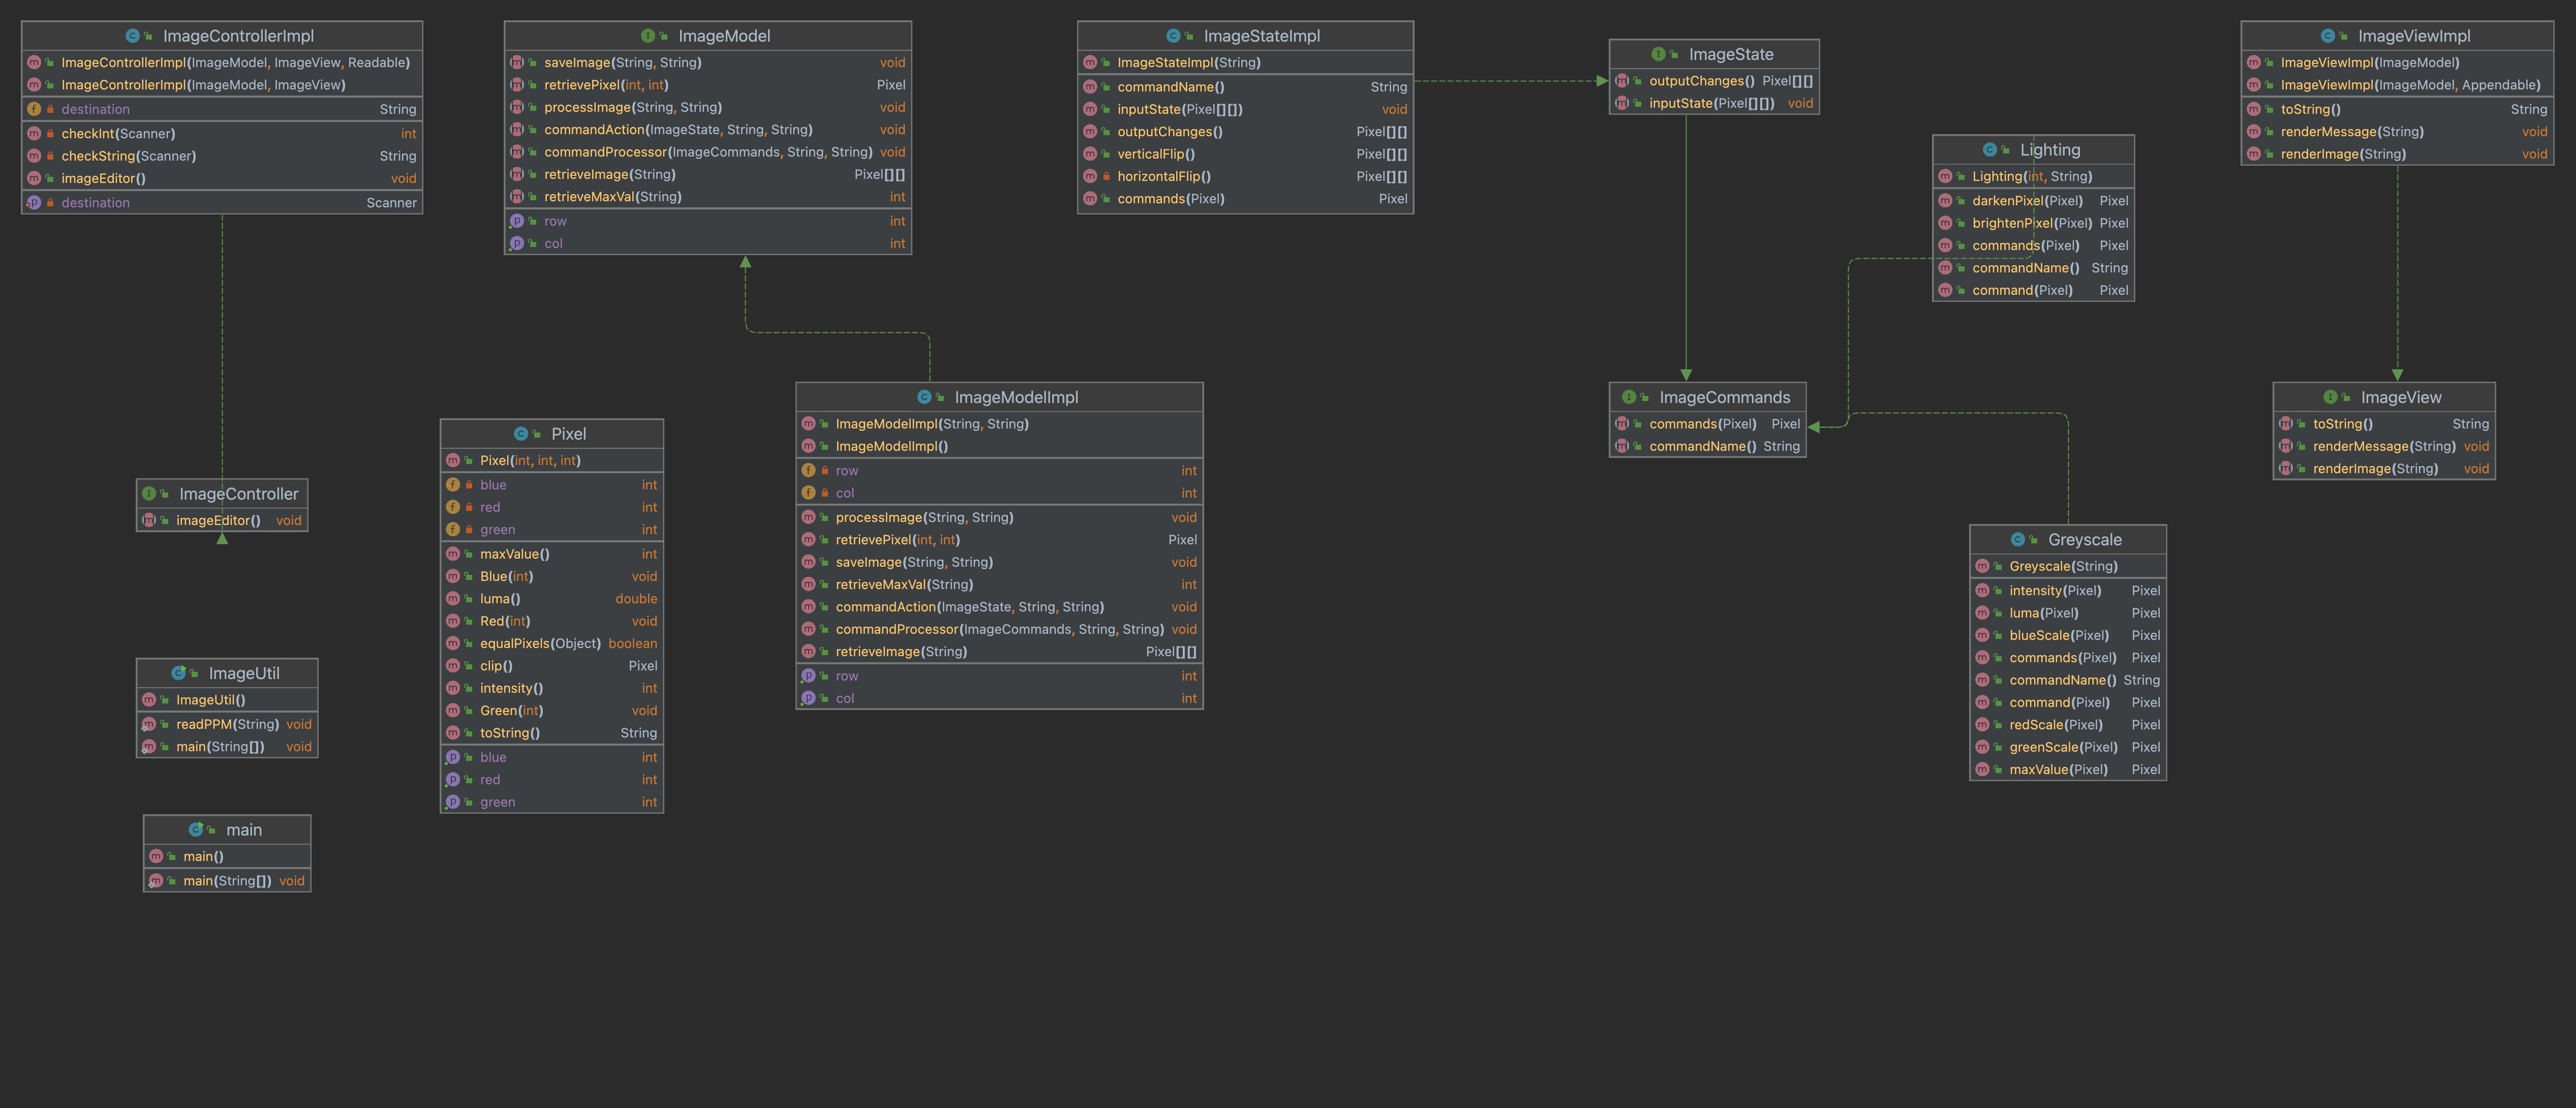 ImageControllerImpl
ImageControllerImpl(ImageModel, ImageView, Readable)
ImageControllerImpl(ImageModel, ImageView)
destination String
checkInt(Scanner) int
checkString(Scanner) String
imageEditor() void
destination Scanner
ImageModel
saveImage(String, String) void
retrievePixel(int, int) Pixel
processImage(String, String) void
commandAction(ImageState, String, String) void
commandProcessor(ImageCommands, String, String) void
retrieveImage(String) Pixel[][]
retrieveMaxVal(String) int
row int
col int
ImageStateImpl
ImageStateImpl(String)
commandName() String
inputState(Pixel[][]) void
outputChanges() Pixel[][]
verticalFlip() Pixel[][]
horizontalFlip() Pixel[][]
commands(Pixel) Pixel
ImageState
outputChanges() Pixel[][]
inputState(Pixel[][]) void
Lighting
Lighting(int, String)
darkenPixel(Pixel) Pixel
brightenPixel(Pixel) Pixel
commands(Pixel) Pixel
commandName() String
command(Pixel) Pixel
ImageViewImpl
ImageViewImpl(ImageModel)
ImageViewImpl(ImageModel, Appendable)
toString() String
renderMessage(String) void
renderImage(String) void
ImageController
imageEditor() void
Pixel
Pixel(int, int, int)
blue int
red int
green int
maxValue() int
Blue(int) void
luma() double
Red(int) void
equalPixels(Object) boolean
clip() Pixel
intensity() int
Green(int) void
toString() String
blue int
red int
green int
ImageModelImpl
ImageModelImpl(String, String)
ImageModelImpl()
row int
col int
processImage(String, String) void
retrievePixel(int, int) Pixel
saveImage(String, String) void
retrieveMaxVal(String) int
commandAction(ImageState, String, String) void
commandProcessor(ImageCommands, String, String) void
retrieveImage(String) Pixel[][]
row int
col int
ImageCommands
commands(Pixel) Pixel
commandName() String
ImageView
toString() String
renderMessage(String) void
renderImage(String) void
Greyscale
Greyscale(String)
intensity(Pixel) Pixel
luma(Pixel) Pixel
blueScale(Pixel) Pixel
commands(Pixel) Pixel
commandName() String
command(Pixel) Pixel
redScale(Pixel) Pixel
greenScale(Pixel) Pixel
maxValue(Pixel) Pixel
ImageUtil
ImageUtil()
readPPM(String) void
main(String[]) void
main
main()
main(String[]) void